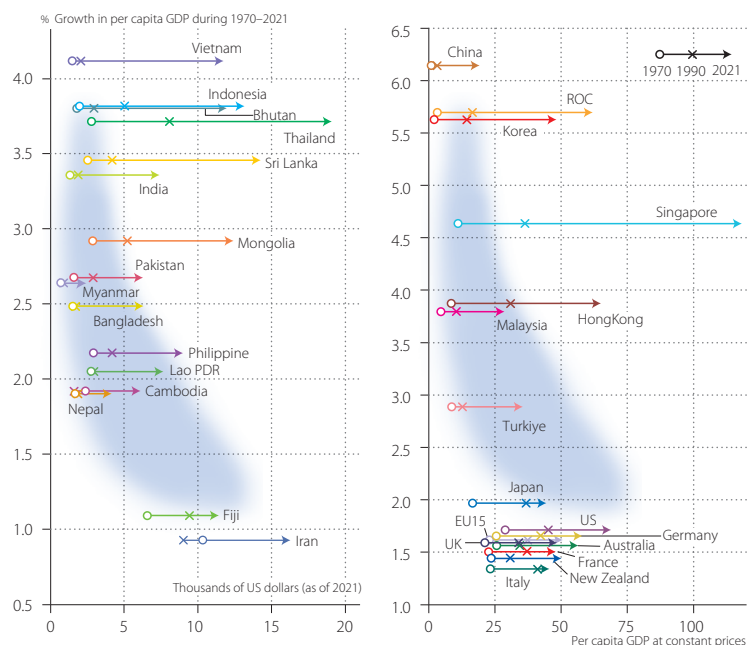 % Growth in per capita GDP during 1970–2021
4.0
3.5
3.0
2.5
2.0
1.5
1.0
0.5
0
5
10
15
20
Vietnam
Indonesia
Bhutan
Thailand
Sri Lanka
India
Mongolia
Pakistan
Myanmar
Bangladesh
Philippine
Lao PDR
Cambodia
Nepal
Fiji
Iran
Thousands of US dollars (as of 2021)
6.5
6.0
5.5
5.0
4.5
4.0
3.5
3.0
2.5
2.0
1.5
1.0
0
25
50
75
100
1970 1990 2021
China
ROC
Korea
Singapore
HongKong
Malaysia
Turkiye
Japan
EU15
US
Germany
UK
Australia
France
New Zealand
Italy
Per capita GDP at constant prices